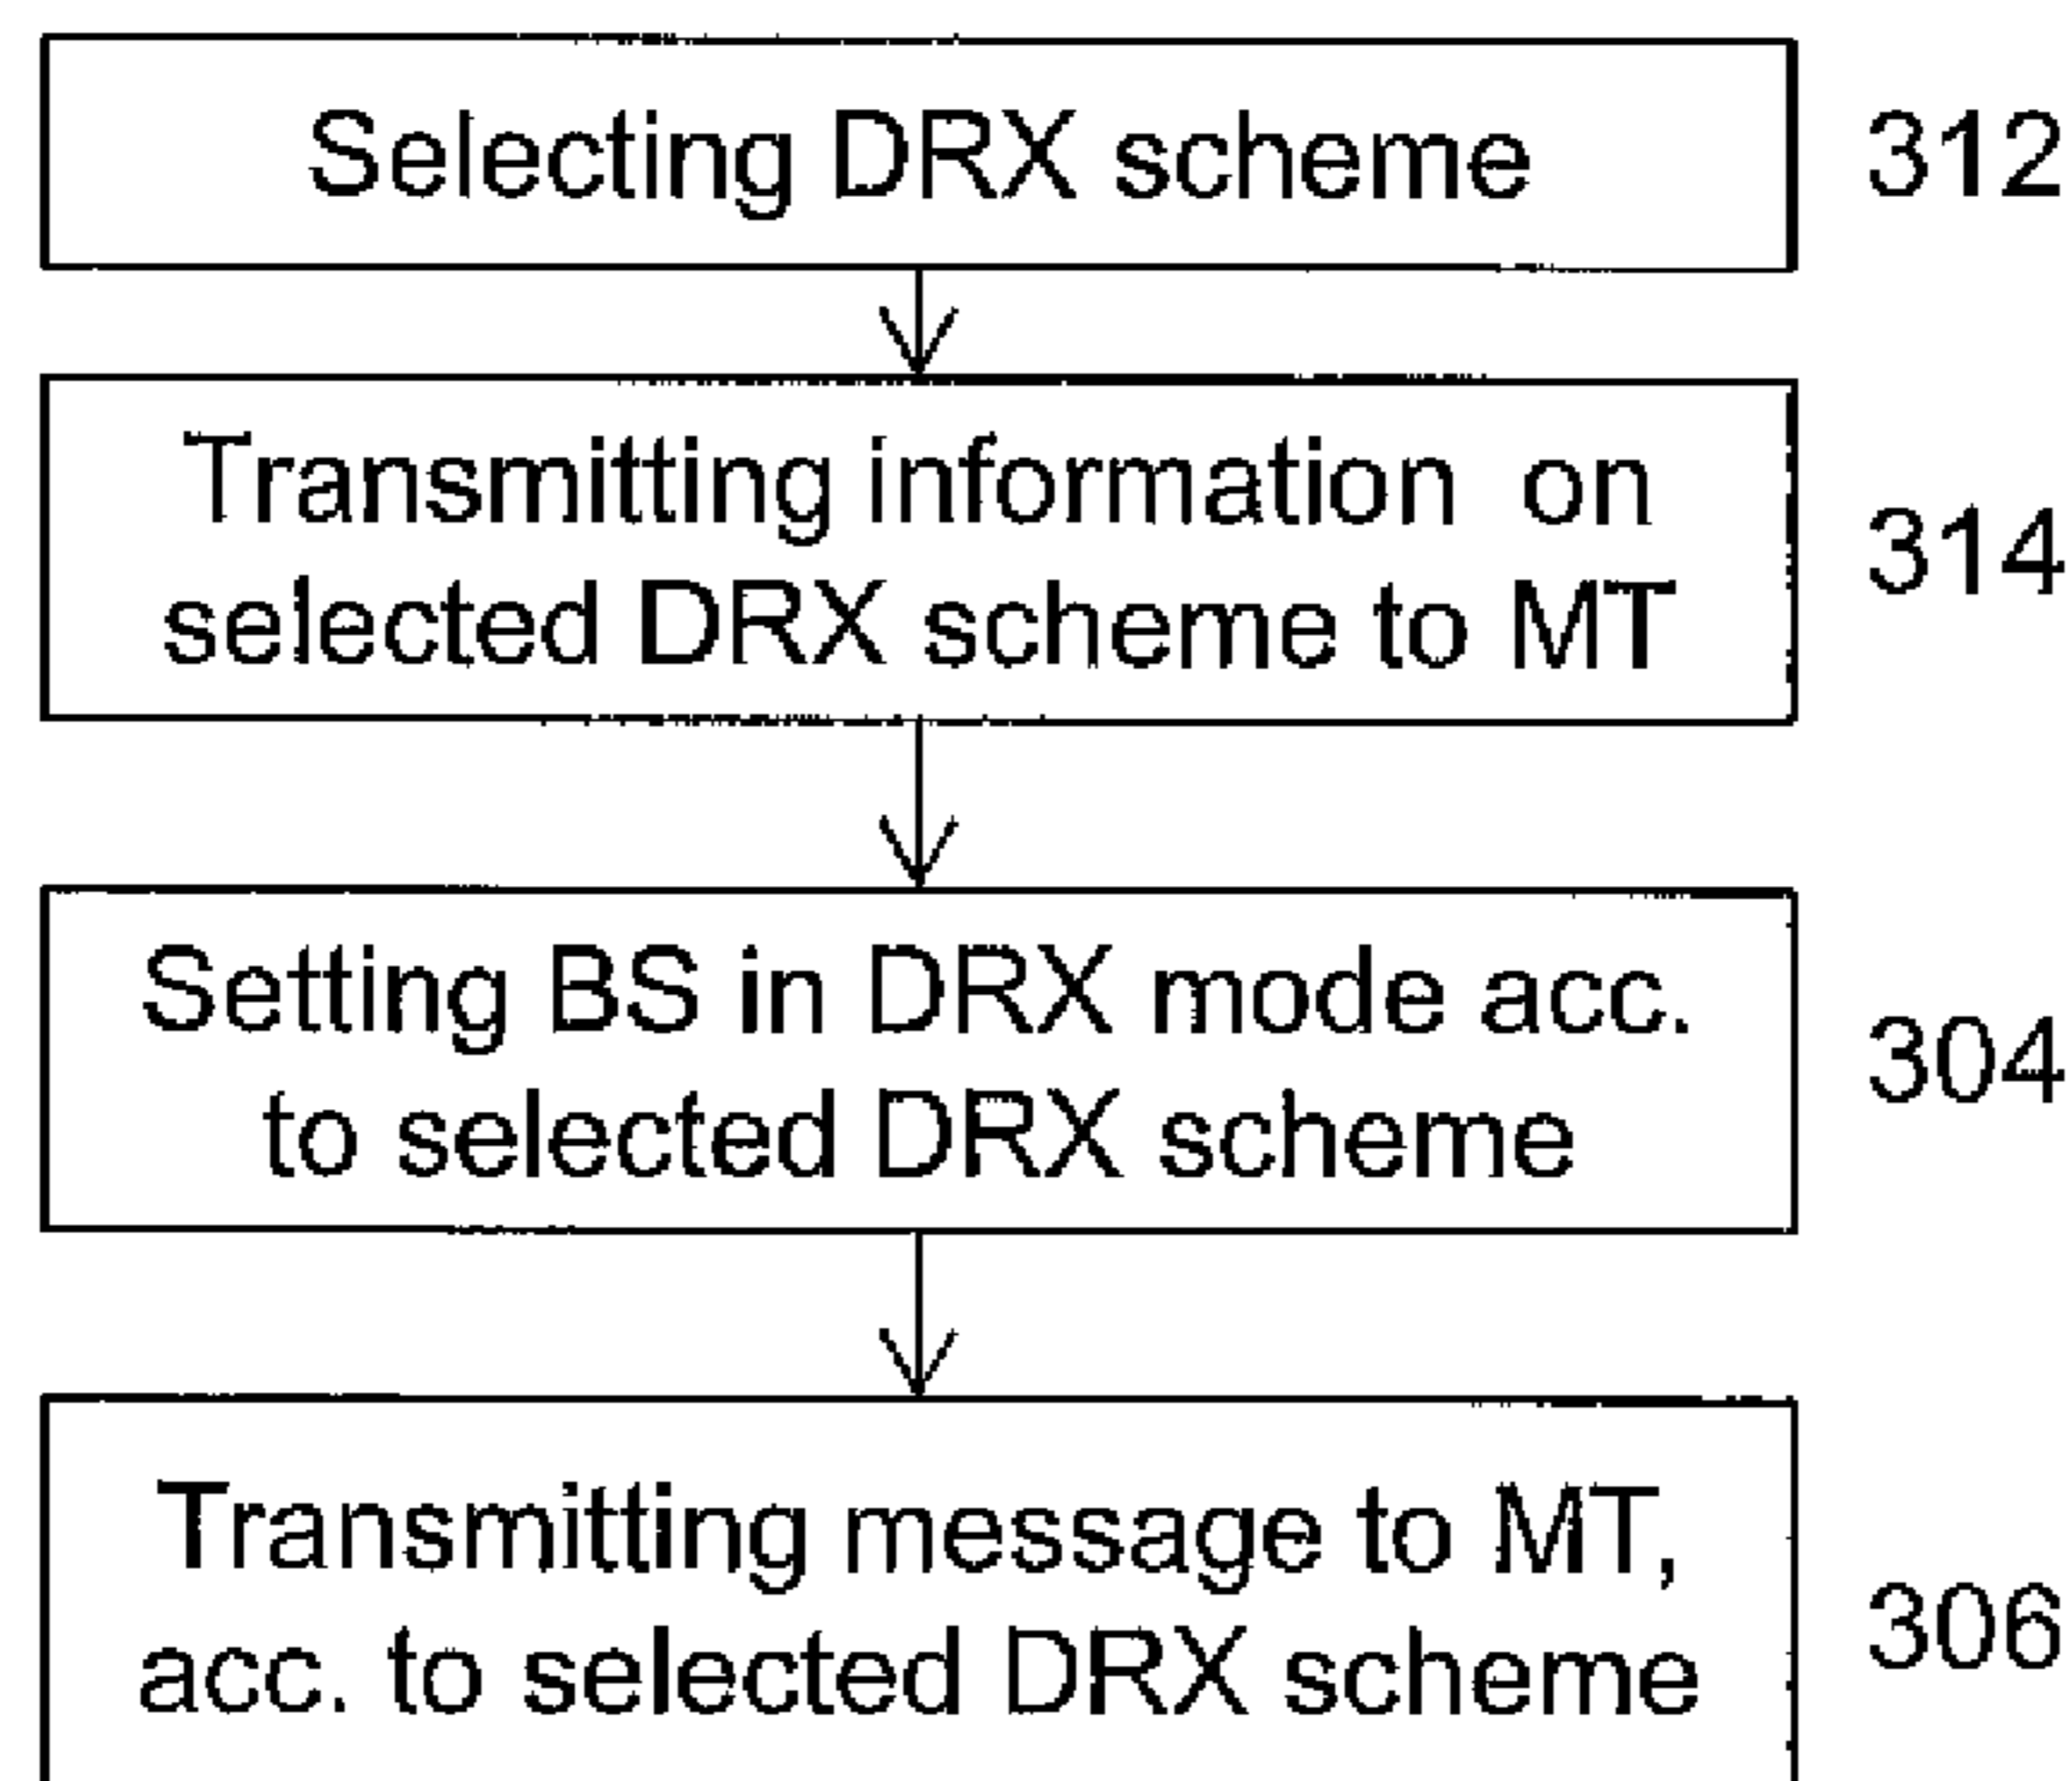 Selecting DRX scheme
312
Transmitting information on
selected DRX scheme to MT
314
Setting BS in DRX mode acc.
to selected DRX scheme
304
Transmitting message to MT,
acc. to selected DRX scheme
306